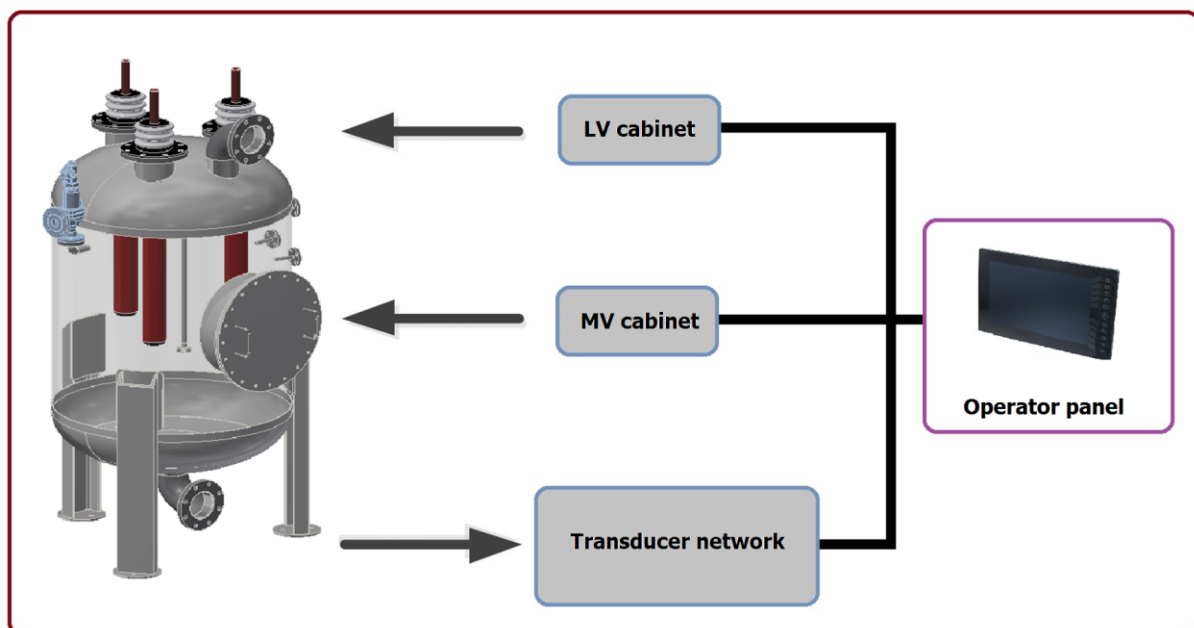 LV cabinet
MV cabinet
Operator panel
Transducer network